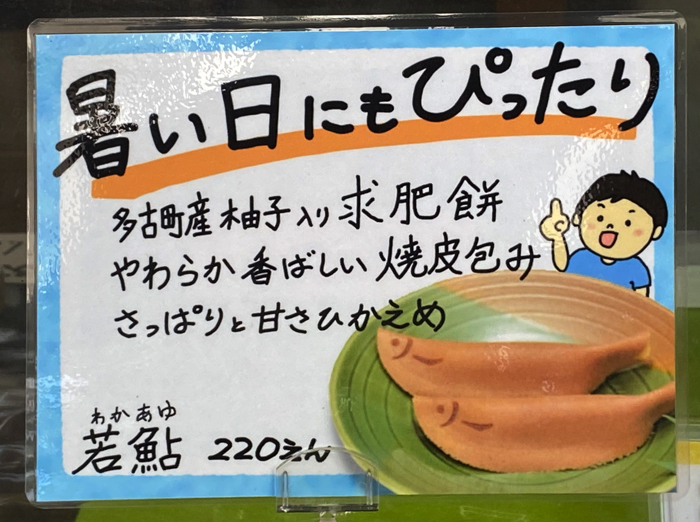 暑い日にもぴったり
多古町産柚子入り求肥餅
やわらか香ばしい焼皮包み
さっぱりと甘さひかえめ
わかあゆ
若鮎 220えん